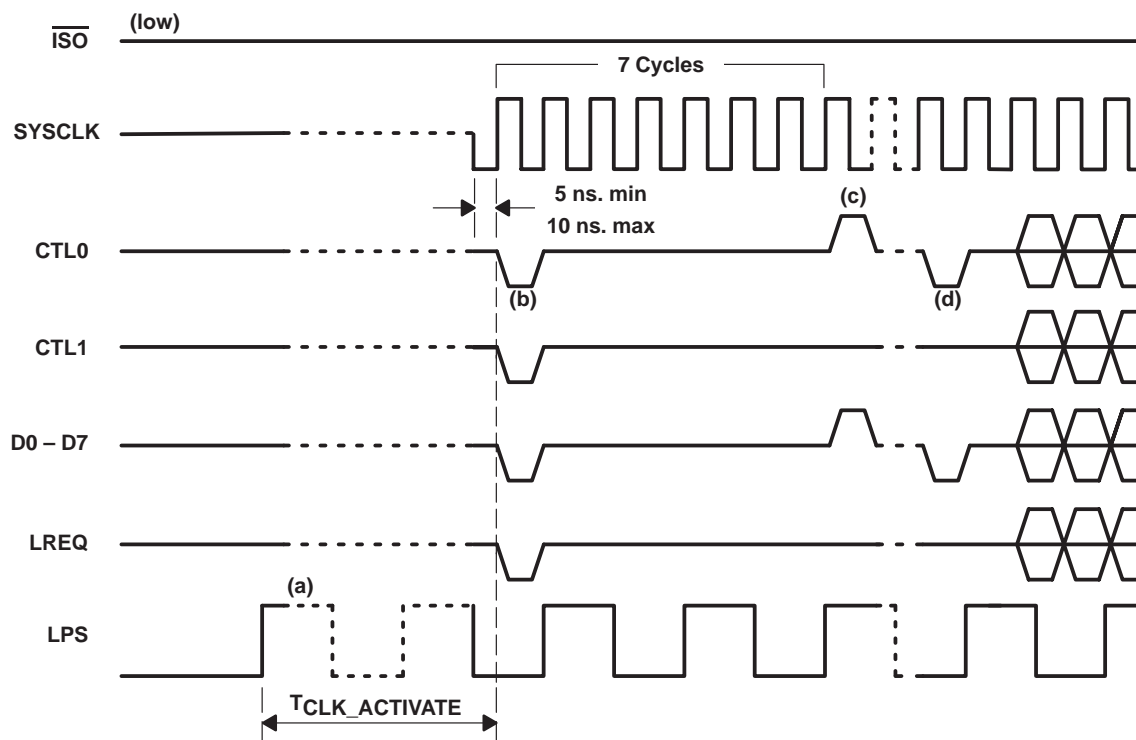 (low)
ISO
7 Cycles
SYSCLK
5 ns. min
10 ns. max
(c)
CTL0
(b)
(d)
CTL1
D0 – D7
LREQ
(a)
LPS
TCLK_ACTIVATE